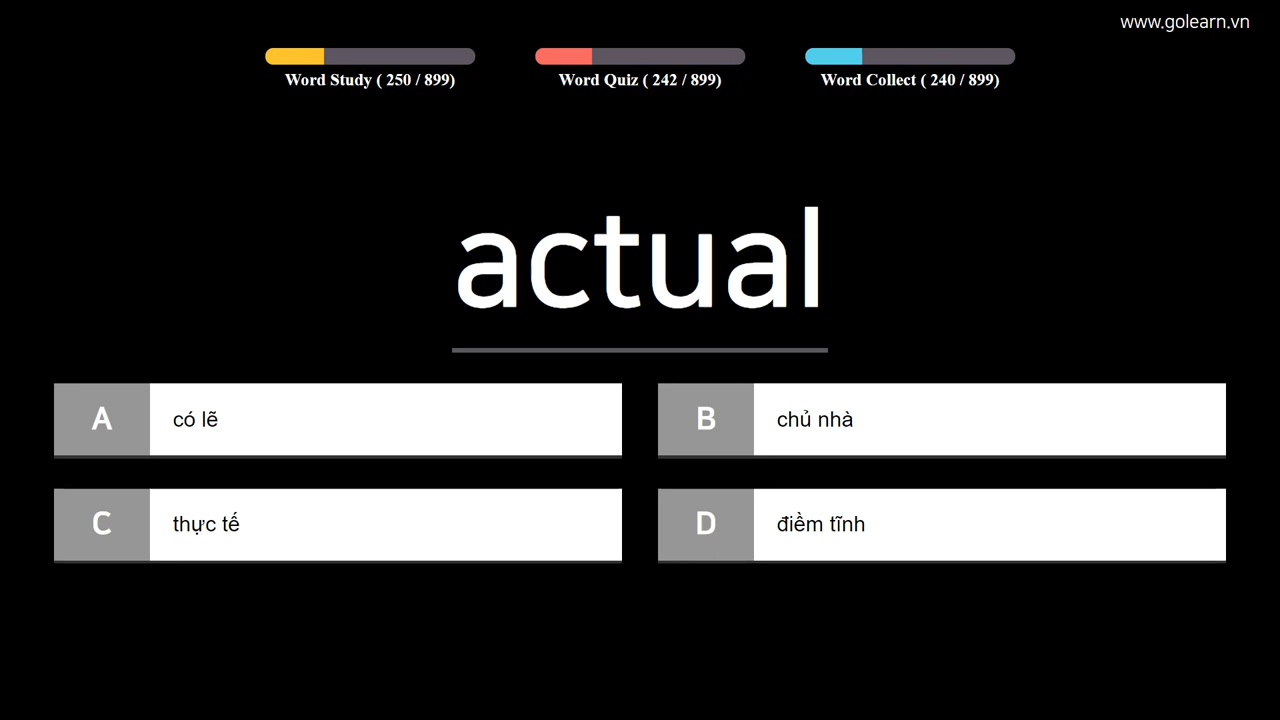 www.golearn.vn
Word Study ( 250 / 899)
Word Quiz ( 242 / 899)
Word Collect ( 240 / 899)
actual
A
có lẽ
B
chủ nhà
C
thực tế
D
điềm tĩnh